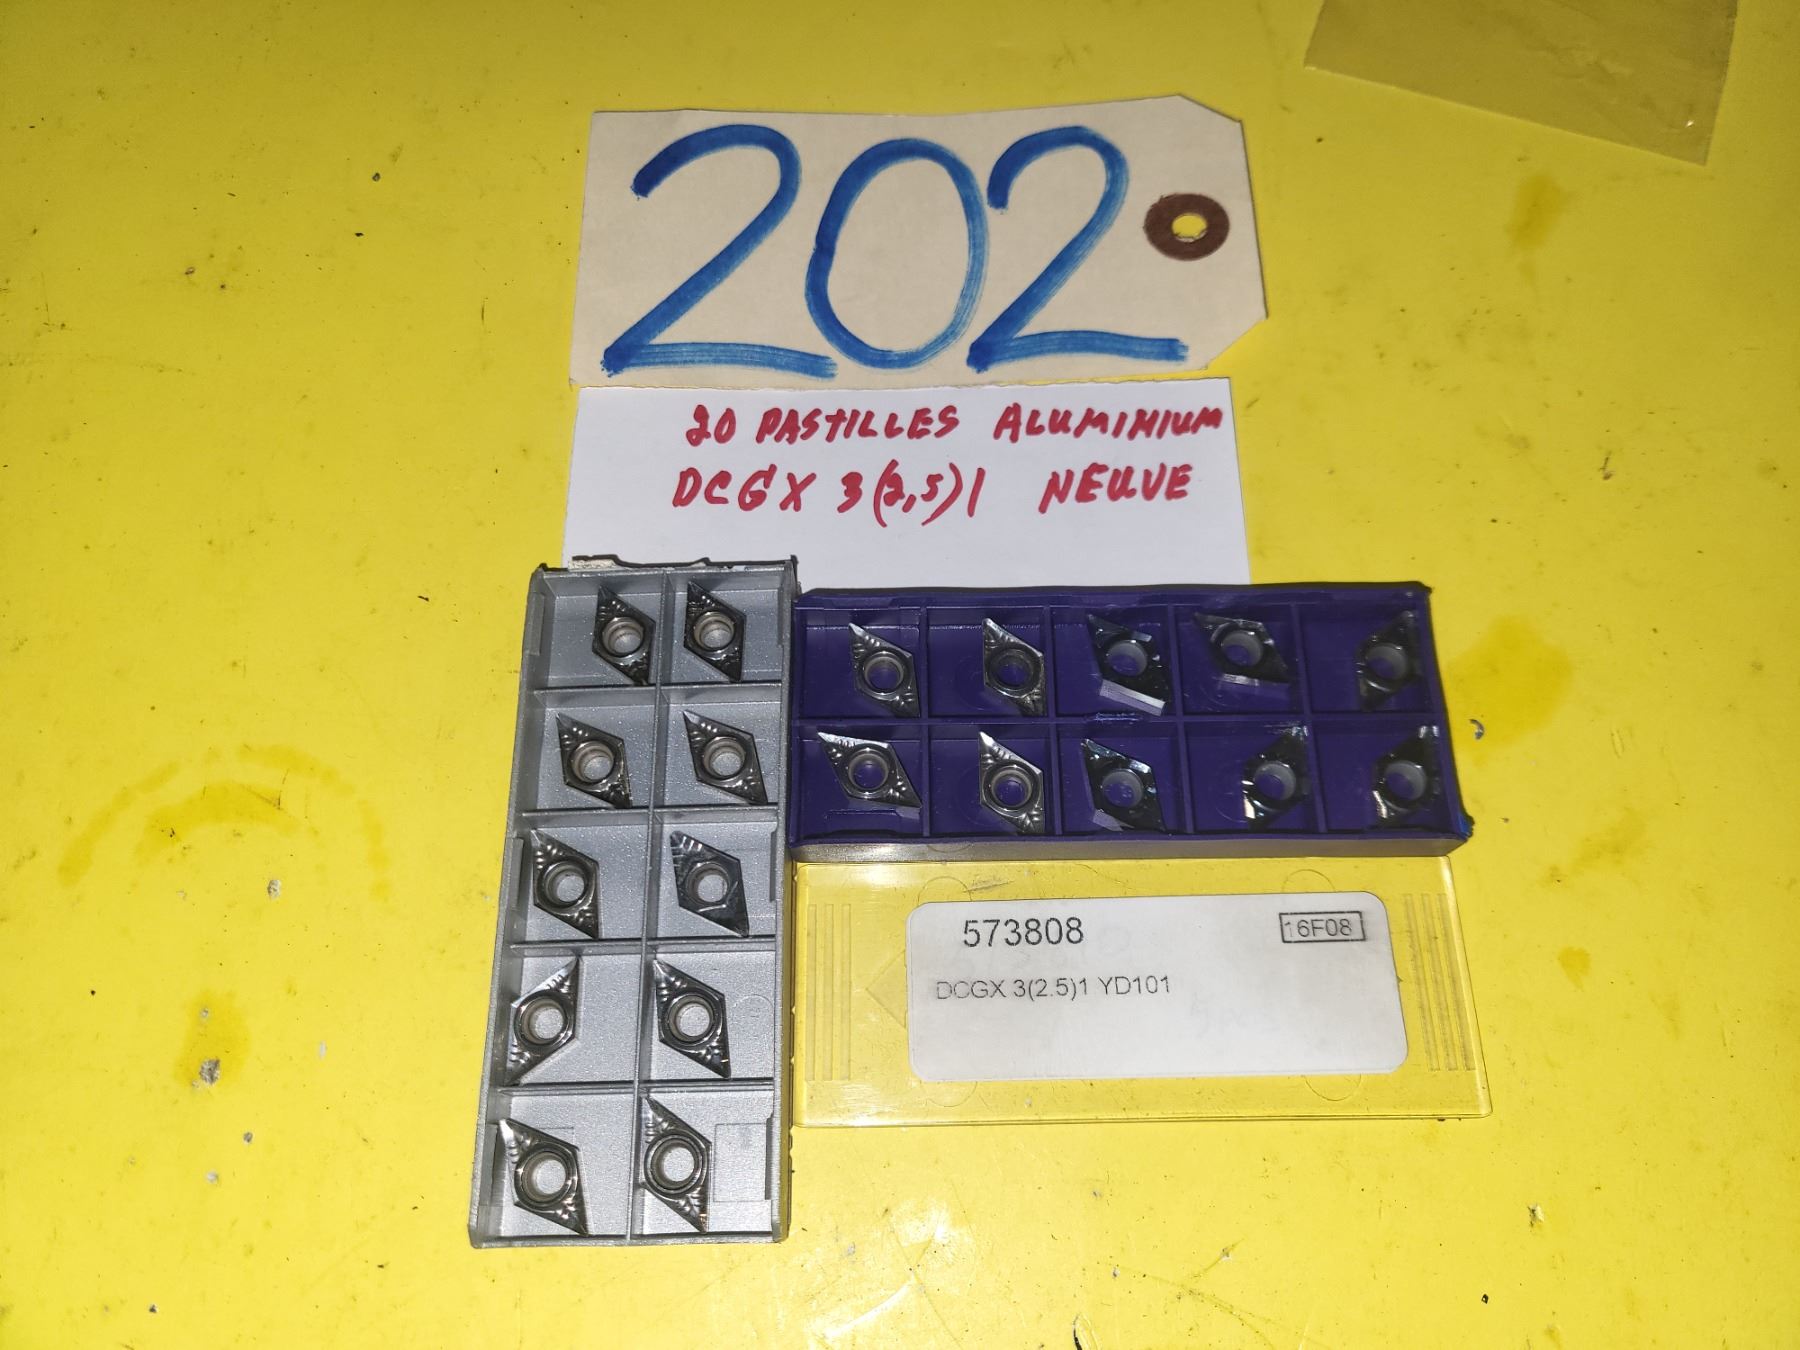 202
20 PASTILLES ALUMINIUM
DCGX 3(2,5)1 NEUVE
573808
16F08
DCGX 3(2.5)1 YD101